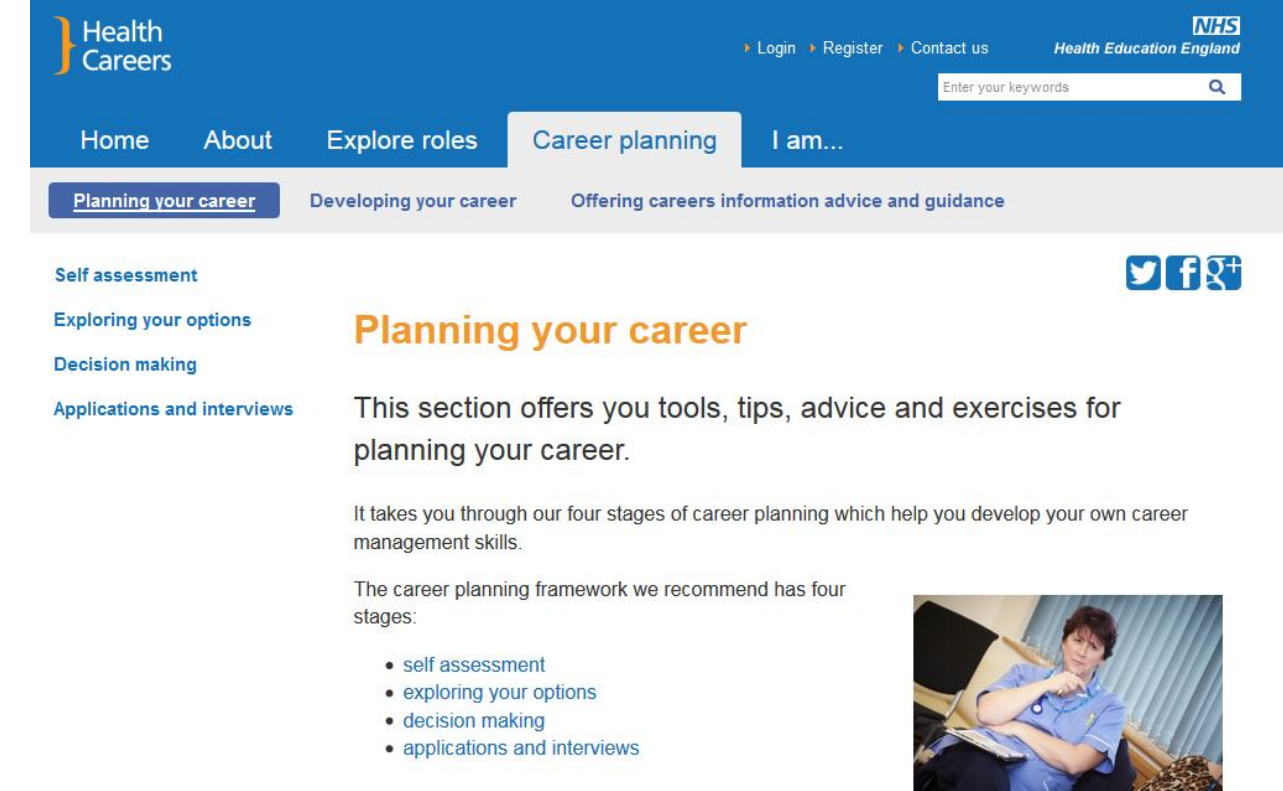 Health
Careers
Login Register Contact us
NHS
Health Education England
Enter your keywords
Home About Explore roles Career planning I am...
Planning your career Developing your career Offering careers information advice and guidance
Self assessment
Exploring your options
Decision making
Applications and interviews
Planning your career
This section offers you tools, tips, advice and exercises for
planning your career.
It takes you through our four stages of career planning which help you develop your own career
management skills.
The career planning framework we recommend has four
stages:
• self assessment
• exploring your options
• decision making
• applications and interviews